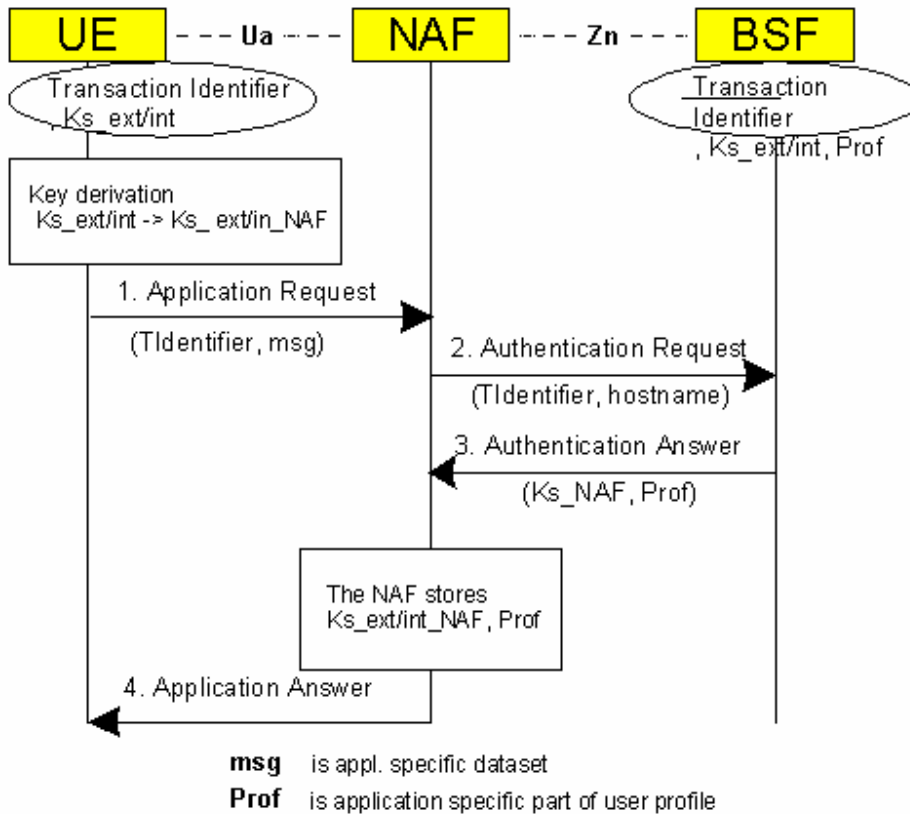 UE
Ua
NAF
Zn
BSF
Transaction Identifier
, Ks_ext/int
Transaction
Identifier
, Ks_ext/int, Prof
Key derivation
Ks_ext/int -> Ks_ ext/in_NAF
1. Application Request
(TIdentifier, msg)
2. Authentication Request
(TIdentifier, hostname)
3. Authentication Answer
(Ks_NAF, Prof)
The NAF stores
Ks_ext/int_NAF, Prof
4. Application Answer
msg is appl. specific dataset
Prof is application specific part of user profile